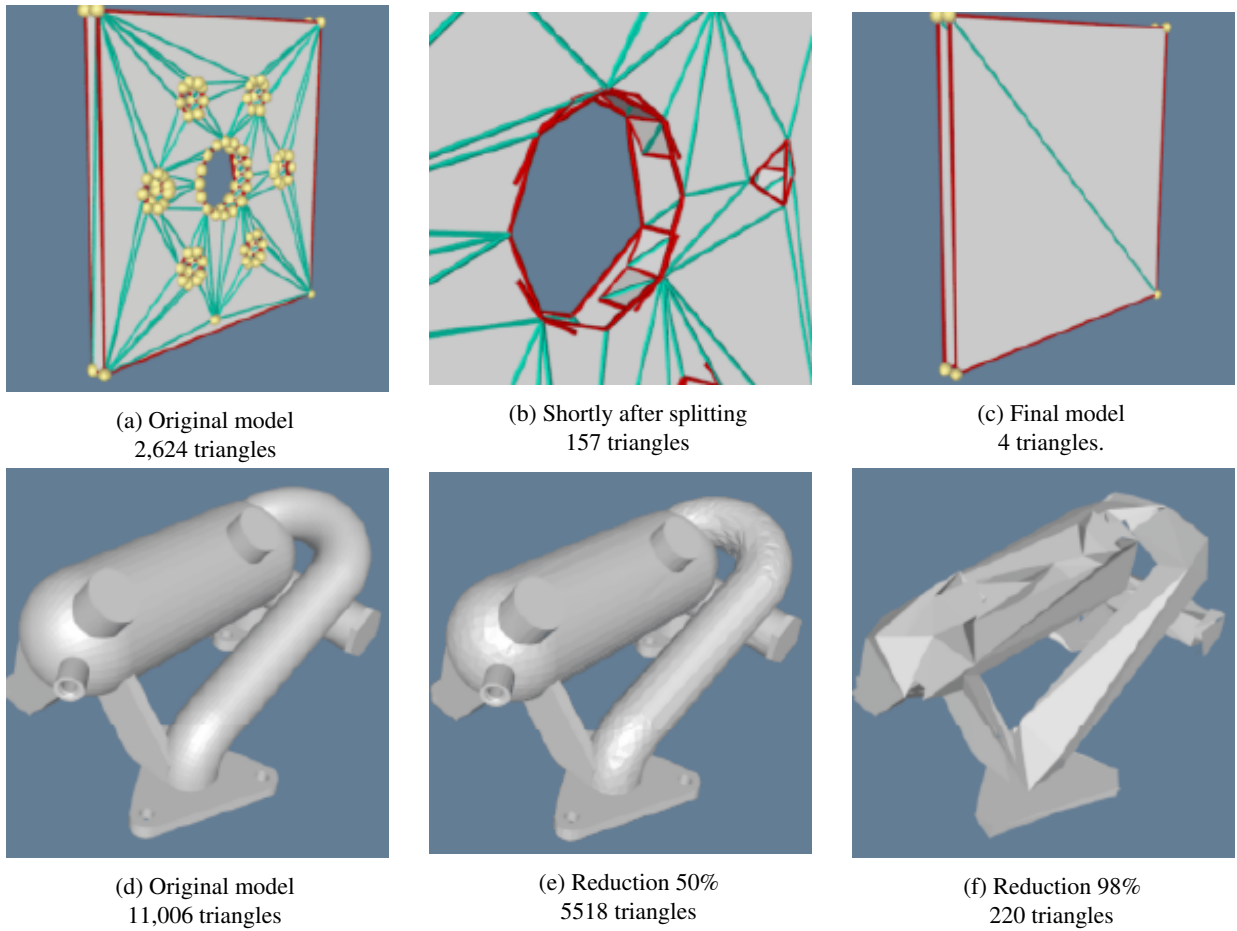 (a) Original model
2,624 triangles
(b) Shortly after splitting
157 triangles
(c) Final model
4 triangles.
(d) Original model
11,006 triangles
(e) Reduction 50%
5518 triangles
(f) Reduction 98%
220 triangles